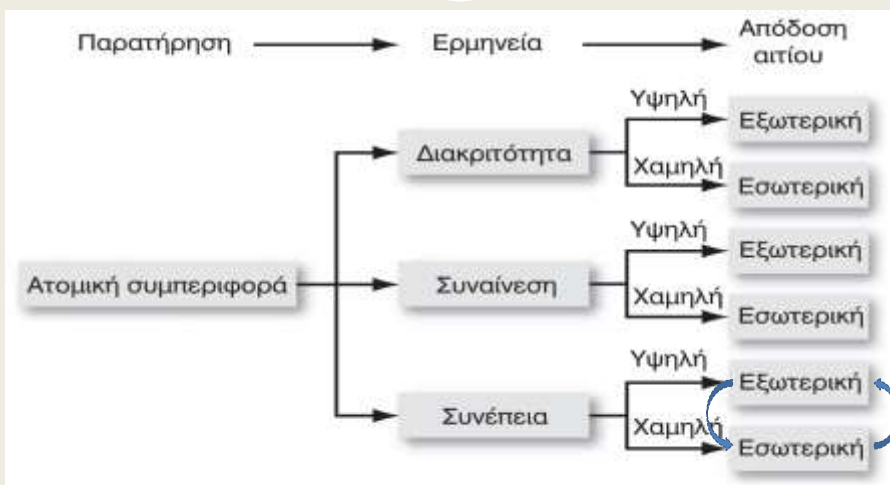 Παρατήρηση Ερμηνεία Απόδοση
αιτίου
Υψηλή Εξωτερική
Διακριτότητα
Χαμηλή Εσωτερική
Υψηλή Εξωτερική
Ατομική συμπεριφορά Συναίνεση
Χαμηλή Εσωτερική
Υψηλή Εξωτερική
Συνέπεια
Χαμηλή Εσωτερική